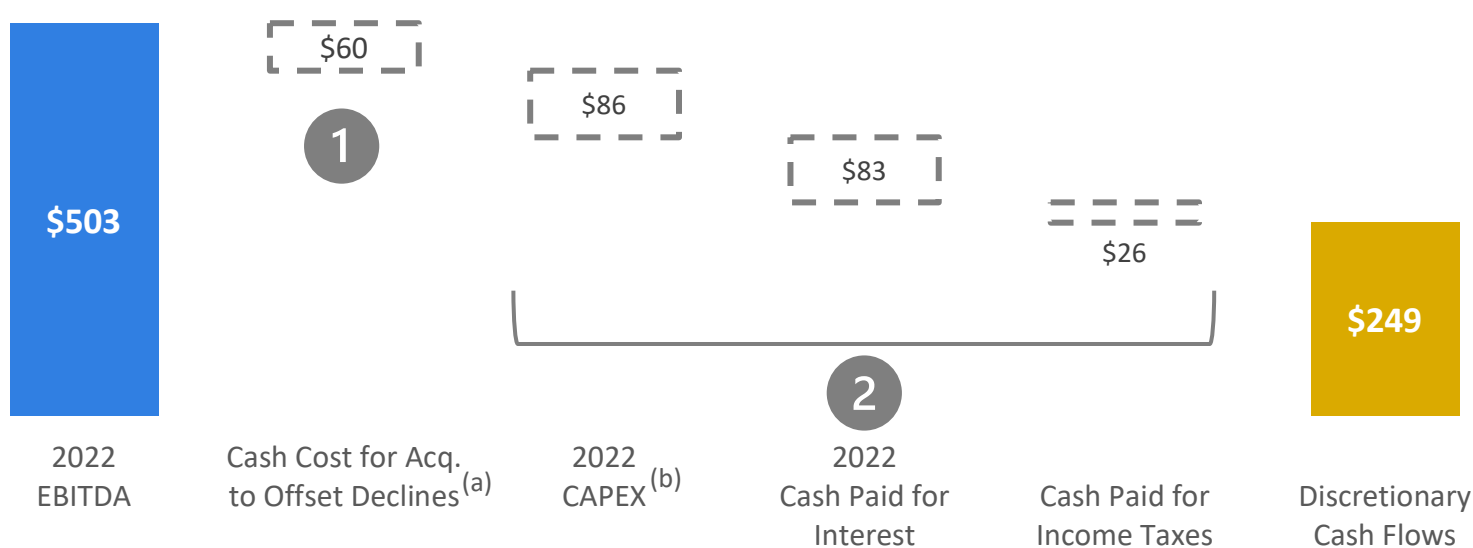 $60
$86
1
$83
$503
$26
$249
2
2022
EBITDA
Cash Cost for Acq.
to Offset Declines(a)
2022
CAPEX(b)
2022
Cash Paid for
Interest
Cash Paid for
Income Taxes
Discretionary
Cash Flows